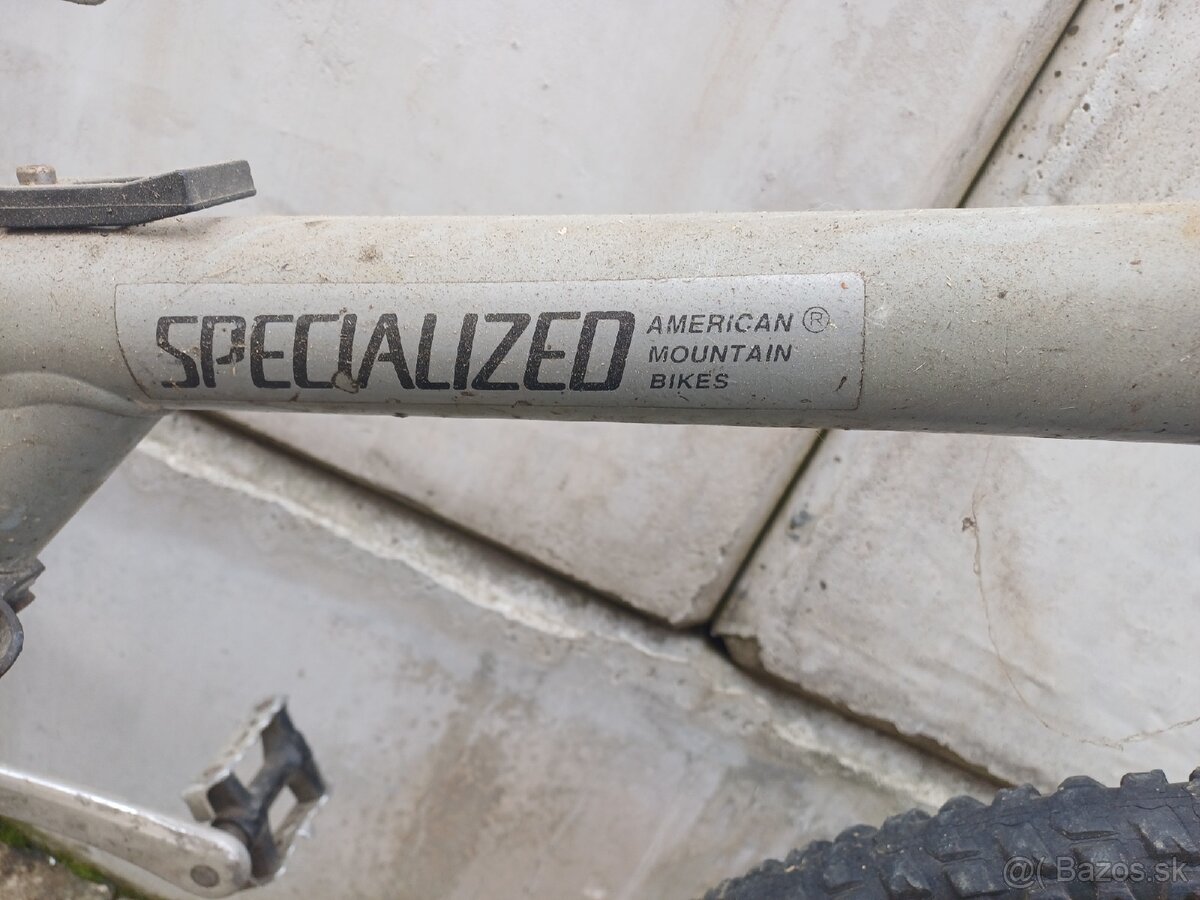 SPECIALIZED
AMERICAN ®
MOUNTAIN
BIKES
@( Bazos.sk